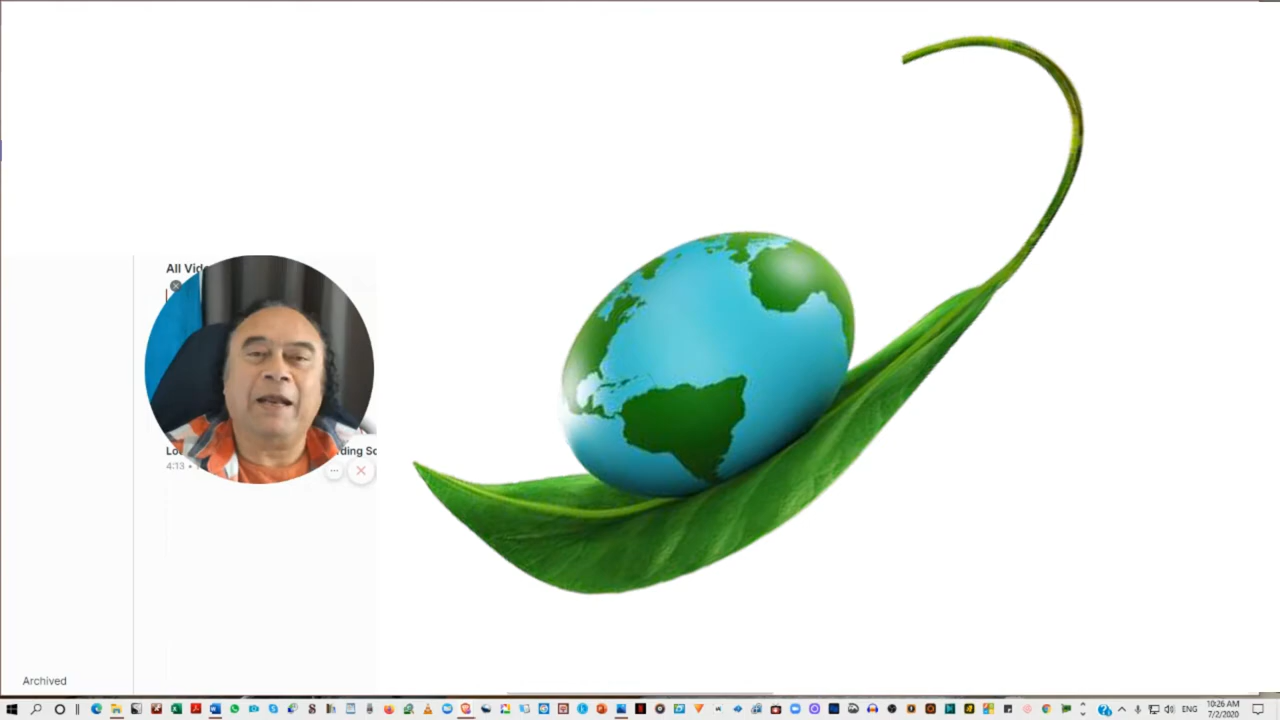 All Vid
Lo
ding Sc
4:13 •
Archived
ENG
10:26 AM
7/2/2020